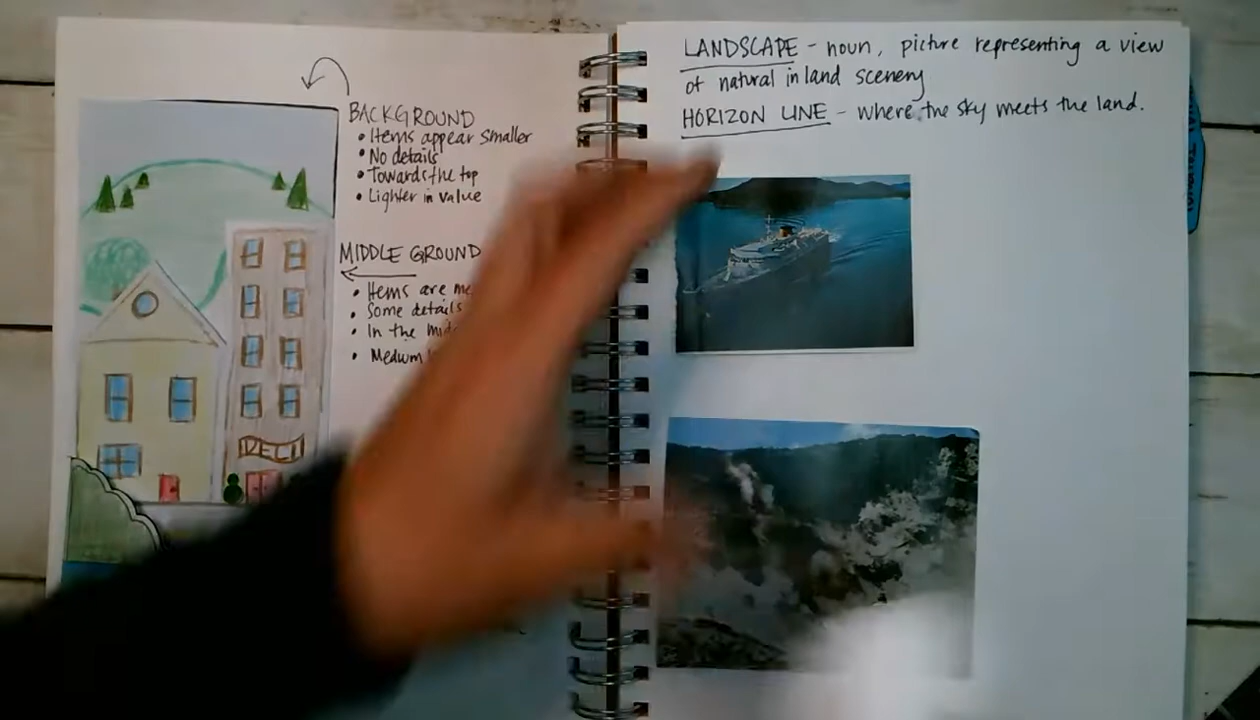 BACKGROUND
• Items appear smaller
• No details
• Towards the top
• Lighter in value
MIDDLE GROUND
• Items are
• Some details
• In the
• Medium
DELI
LANDSCAPE - noun, picture representing a view
of natural inland scenery
HORIZON LINE - where the sky meets the land.